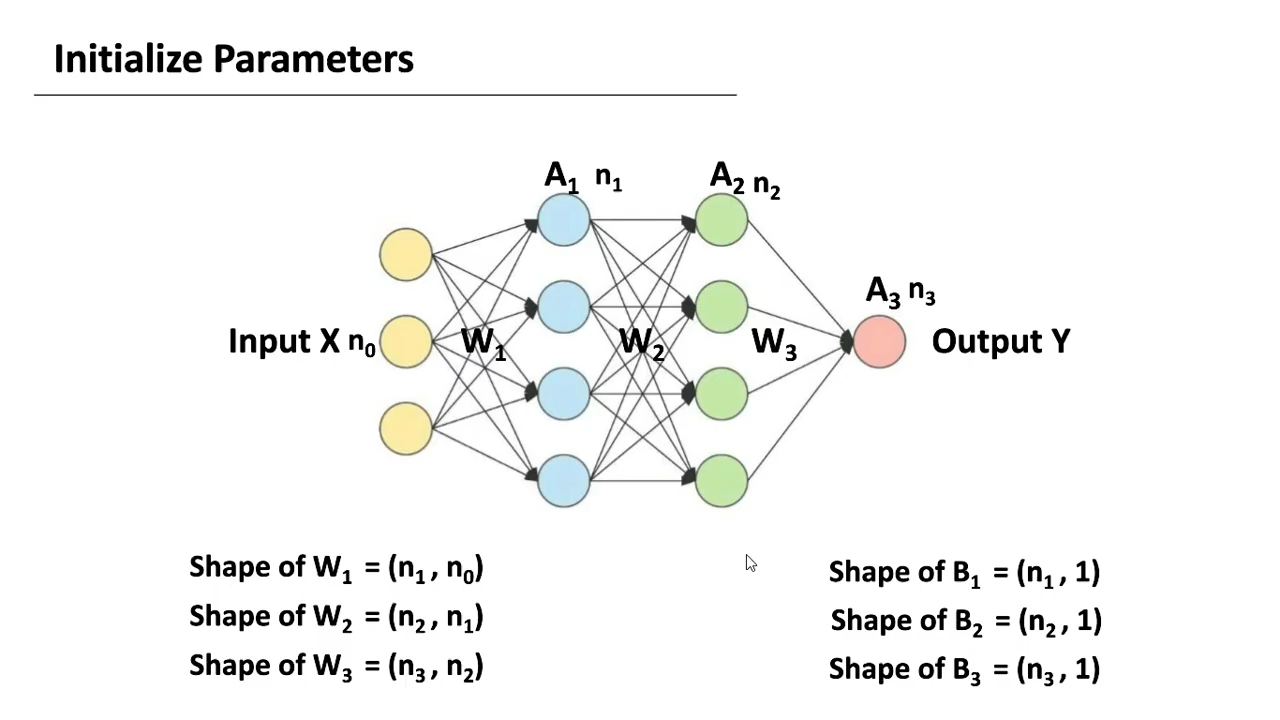 Initialize Parameters
A₁ n₁
A₂ n₂
A₃ n₃
Input X n₀
W₁
W₂
W₃
Output Y
Shape of W₁ = (n₁ , n₀)
Shape of W₂ = (n₂ , n₁)
Shape of W₃ = (n₃ , n₂)
Shape of B₁ = (n₁ , 1)
Shape of B₂ = (n₂ , 1)
Shape of B₃ = (n₃ , 1)